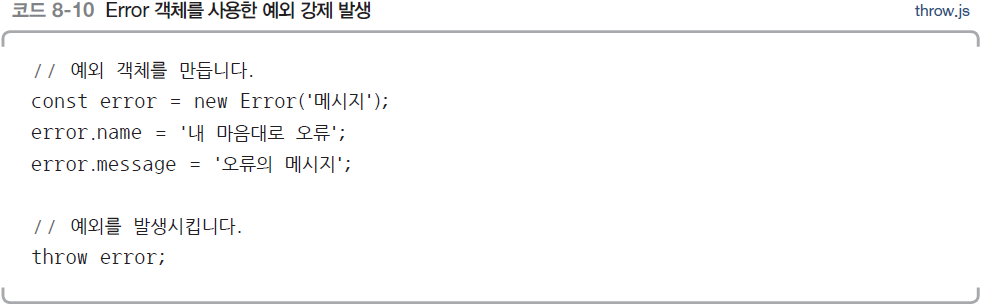 코드 8-10 Error 객체를 사용한 예외 강제 발생 throw.js
// 예외 객체를 만듭니다.
const error = new Error('메시지');
error.name = '내 마음대로 오류';
error.message = '오류의 메시지';
// 예외를 발생시킵니다.
throw error;